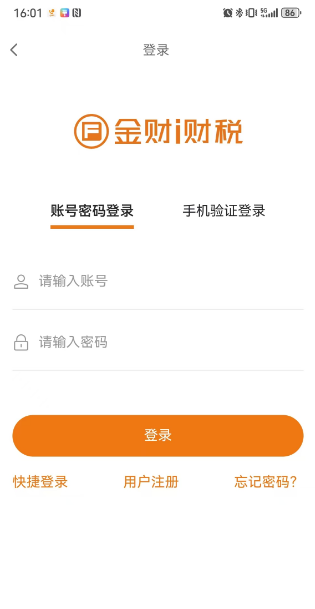 16:01
5G
86
登录
金财i财税
账号密码登录 手机验证登录
请输入账号
请输入密码
登录
快捷登录 用户注册 忘记密码？